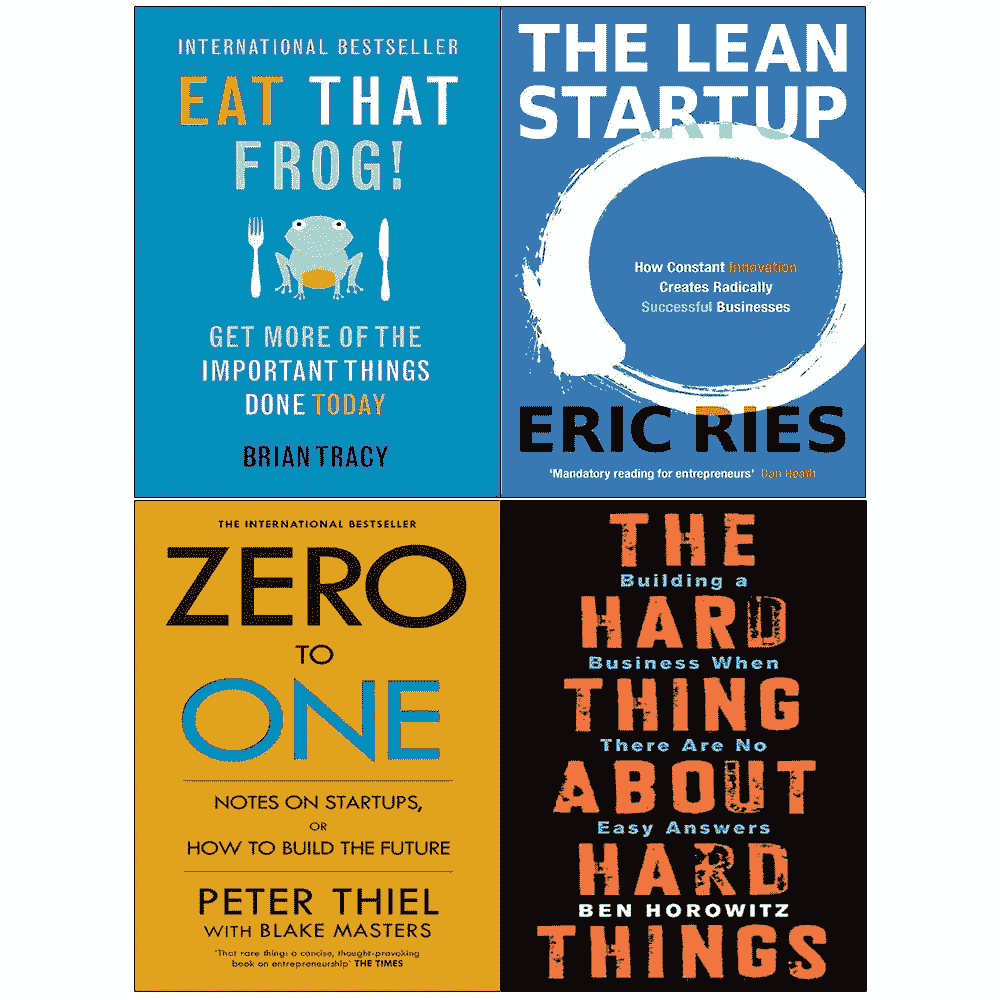 INTERNATIONAL BESTSELLER
EAT THAT
FROG!
GET MORE OF THE
IMPORTANT THINGS
DONE TODAY
BRIAN TRACY
THE LEAN
STARTUP
How Constant Innovation
Creates Radically
Successful Businesses
ERIC RIES
'Mandatory reading for entrepreneurs' Dan Heath
THE INTERNATIONAL BESTSELLER
ZERO
TO
ONE
NOTES ON STARTUPS,
OR
HOW TO BUILD THE FUTURE
PETER THIEL
WITH BLAKE MASTERS
'That rare thing: a concise, thought-provoking
book on entrepreneurship' THE TIMES
THE
Building a
HARD
Business When
THING
There Are No
ABOUT
Easy Answers
HARD
BEN HOROWITZ
THINGS